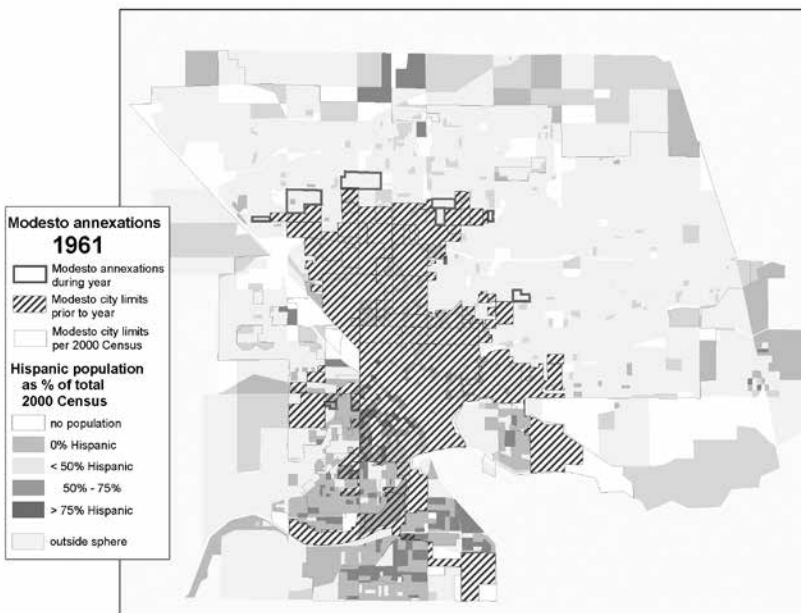 Modesto annexations
1961
Modesto annexations
during year
Modesto city limits
prior to year
Modesto city limits
per 2000 Census
Hispanic population
as % of total
2000 Census
no population
0% Hispanic
< 50% Hispanic
50% - 75%
> 75% Hispanic
outside sphere